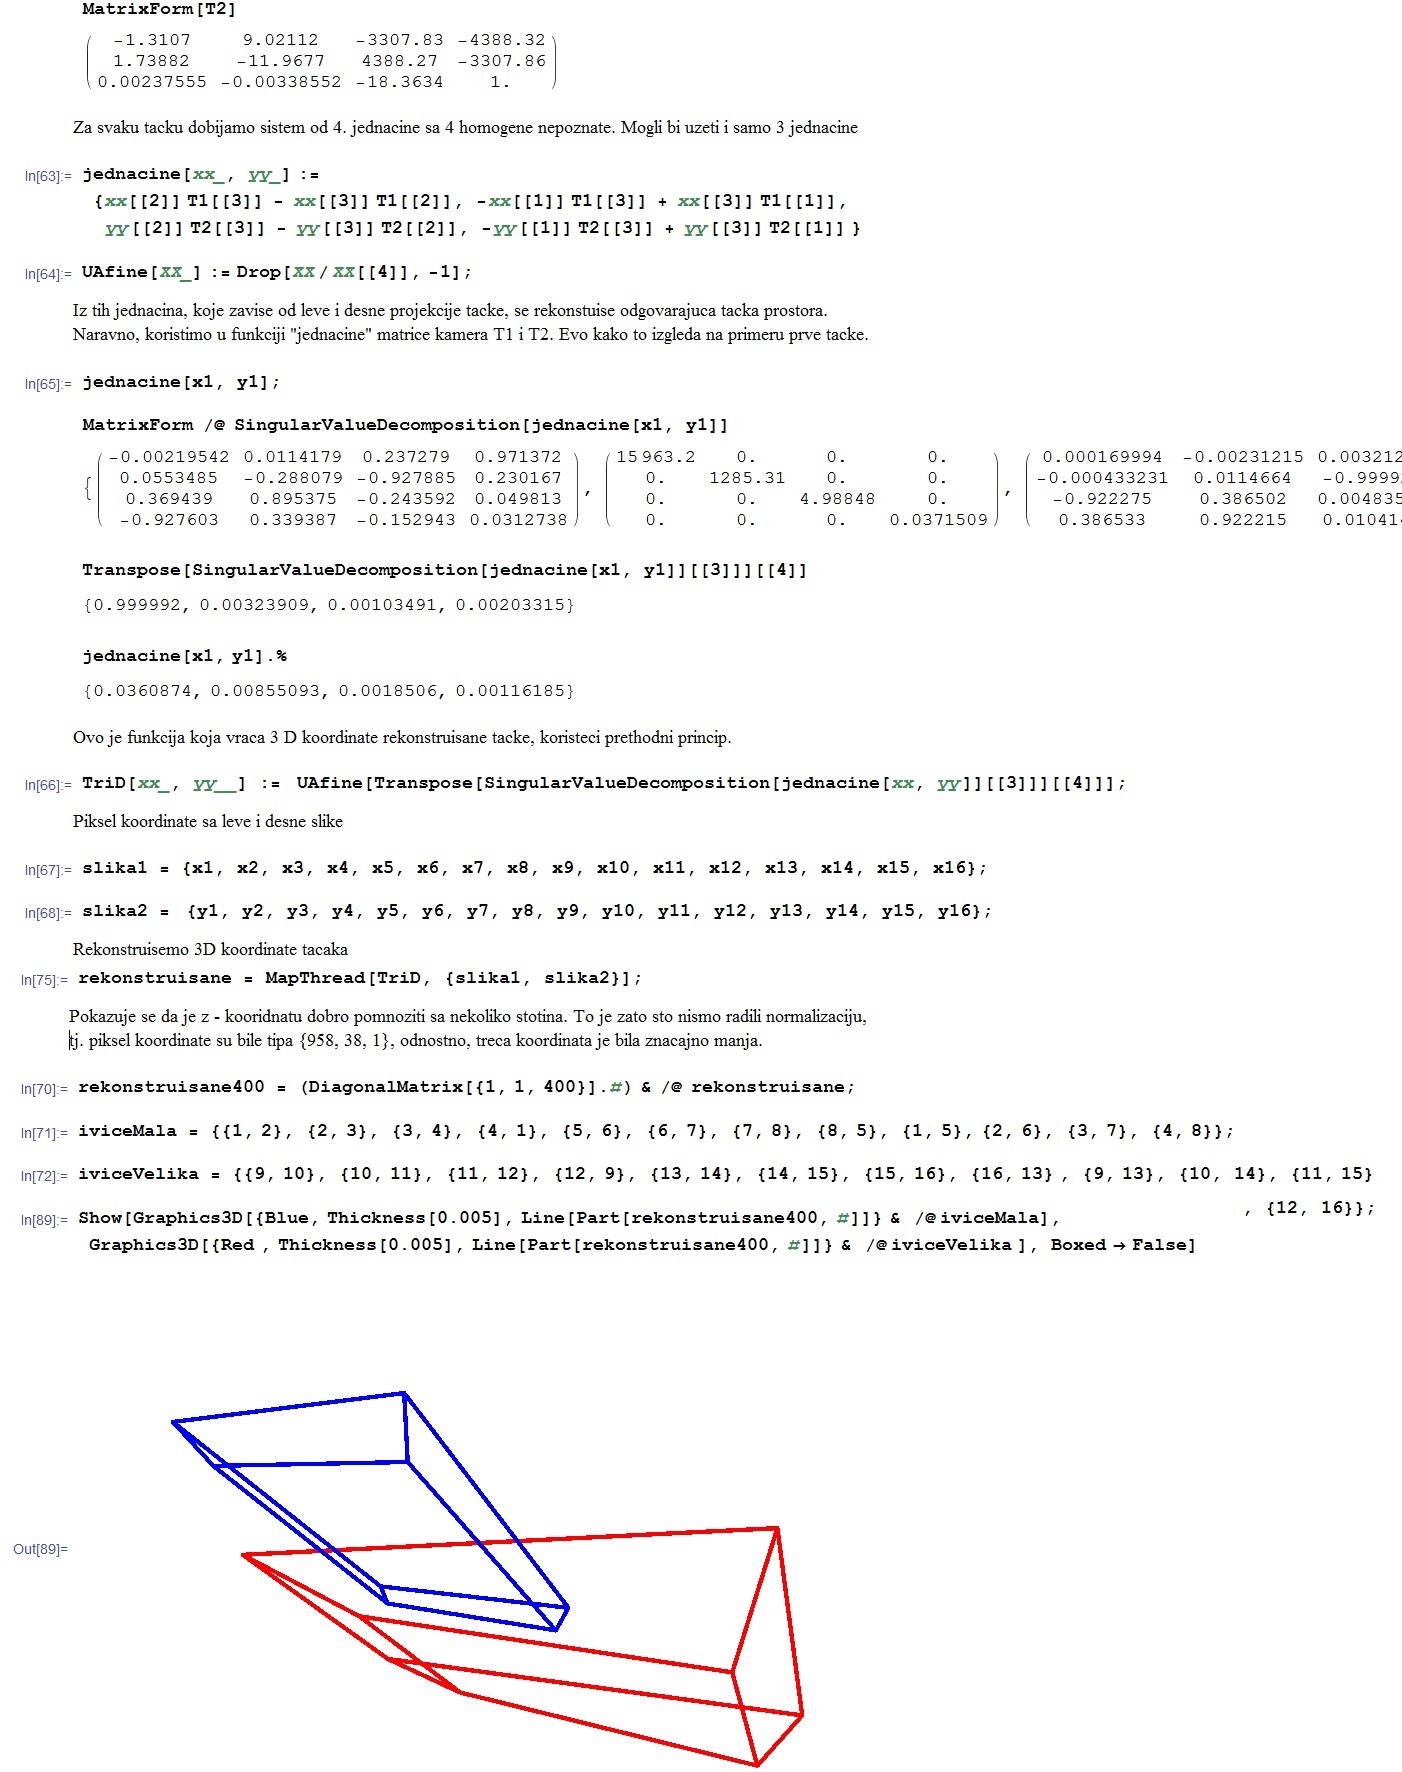 MatrixForm[T2]
-1.3107 9.02112 -3307.83 -4388.32
1.73882 -11.9677 4388.27 -3307.86
0.00237555 -0.00338552 -18.3634 1.
Za svaku tacku dobijamo sistem od 4. jednacine sa 4 homogene nepoznate. Mogli bi uzeti i samo 3 jednacine
In[63]:= jednacine[xx_, yy_] :=
{xx[[2]] T1[[3]] - xx[[3]] T1[[2]], -xx[[1]] T1[[3]] + xx[[3]] T1[[1]],
yy[[2]] T2[[3]] - yy[[3]] T2[[2]], -yy[[1]] T2[[3]] + yy[[3]] T2[[1]] }
In[64]:= UAfine[XX_] := Drop[XX / XX[[4]], -1];
Iz tih jednacina, koje zavise od leve i desne projekcije tacke, se rekonstuise odgovarajuca tacka prostora.
Naravno, koristimo u funkciji "jednacine" matrice kamera T1 i T2. Evo kako to izgleda na primeru prve tacke.
In[65]:= jednacine[x1, y1];
MatrixForm /@ SingularValueDecomposition[jednacine[x1, y1]]
-0.00219542 0.0114179 0.237279 0.971372 15963.2 0. 0. 0. 0.000169994 -0.00231215 0.003212
0.0553485 -0.288079 -0.927885 0.230167 0. 1285.31 0. 0. -0.000433231 0.0114664 -0.9999
{ , ,
0.369439 0.895375 -0.243592 0.049813 0. 0. 4.98848 0. -0.922275 0.386502 0.004835
-0.927603 0.339387 -0.152943 0.0312738 0. 0. 0. 0.0371509 0.386533 0.922215 0.01041
Transpose[SingularValueDecomposition[jednacine[x1, y1]][[3]]][[4]]
{0.999992, 0.00323909, 0.00103491, 0.00203315}
jednacine[x1, y1].%
{0.0360874, 0.00855093, 0.0018506, 0.00116185}
Ovo je funkcija koja vraca 3 D koordinate rekonstruisane tacke, koristeci prethodni princip.
In[66]:= TriD[xx_, yy__] := UAfine[Transpose[SingularValueDecomposition[jednacine[xx, yy]][[3]]][[4]]];
Piksel koordinate sa leve i desne slike
In[67]:= slika1 = {x1, x2, x3, x4, x5, x6, x7, x8, x9, x10, x11, x12, x13, x14, x15, x16};
In[68]:= slika2 = {y1, y2, y3, y4, y5, y6, y7, y8, y9, y10, y11, y12, y13, y14, y15, y16};
Rekonstruisemo 3D koordinate tacaka
In[75]:= rekonstruisane = MapThread[TriD, {slika1, slika2}];
Pokazuje se da je z - kooridnatu dobro pomnoziti sa nekoliko stotina. To je zato sto nismo radili normalizaciju,
tj. piksel koordinate su bile tipa {958, 38, 1}, odnostno, treca koordinata je bila znacajno manja.
In[70]:= rekonstruisane400 = (DiagonalMatrix[{1, 1, 400}].#) & /@ rekonstruisane;
In[71]:= iviceMala = {{1, 2}, {2, 3}, {3, 4}, {4, 1}, {5, 6}, {6, 7}, {7, 8}, {8, 5}, {1, 5}, {2, 6}, {3, 7}, {4, 8}};
In[72]:= iviceVelika = {{9, 10}, {10, 11}, {11, 12}, {12, 9}, {13, 14}, {14, 15}, {15, 16}, {16, 13} , {9, 13}, {10, 14}, {11, 15}
, {12, 16}};
In[89]:= Show[Graphics3D[{Blue, Thickness[0.005], Line[Part[rekonstruisane400, #]]} & /@ iviceMala],
Graphics3D[{Red , Thickness[0.005], Line[Part[rekonstruisane400, #]]} & /@ iviceVelika ], Boxed → False]
Out[89]=